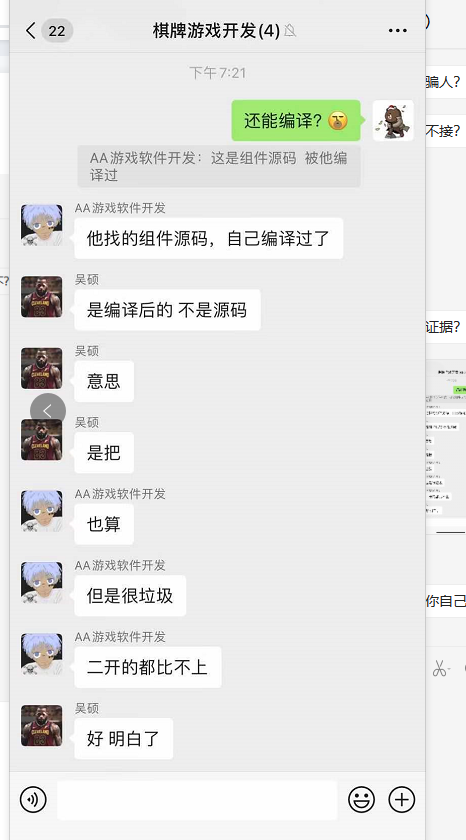 22
棋牌游戏开发(4)
)
下午 7:21
骗人?
还能编译?
不接?
AA游戏软件开发：这是组件源码 被他编
译过
AA游戏软件开发
他找的组件源码，自己编译过了
吴硕
是编译后的 不是源码
证据?
吴硕
意思
吴硕
是把
AA游戏软件开发
也算
AA游戏软件开发
但是很垃圾
你自己
AA游戏软件开发
二开的都比不上
吴硕
好 明白了